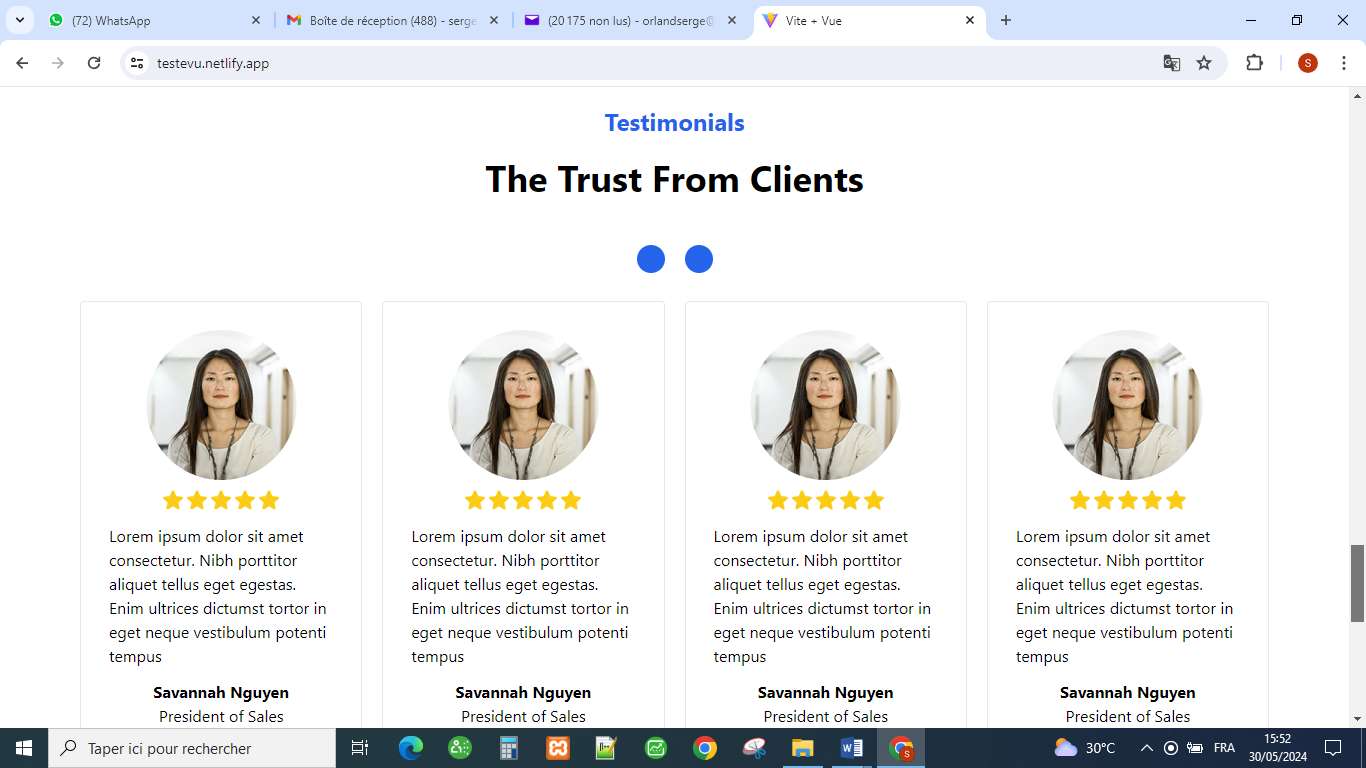 (72) WhatsApp
Boîte de réception (488) - serge
(20 175 non lus) - orlandserge@
Vite + Vue
testevu.netlify.app
S
Testimonials
The Trust From Clients
Lorem ipsum dolor sit amet
consectetur. Nibh porttitor
aliquet tellus eget egestas.
Enim ultrices dictumst tortor in
eget neque vestibulum potenti
tempus
Savannah Nguyen
President of Sales
Lorem ipsum dolor sit amet
consectetur. Nibh porttitor
aliquet tellus eget egestas.
Enim ultrices dictumst tortor in
eget neque vestibulum potenti
tempus
Savannah Nguyen
President of Sales
Lorem ipsum dolor sit amet
consectetur. Nibh porttitor
aliquet tellus eget egestas.
Enim ultrices dictumst tortor in
eget neque vestibulum potenti
tempus
Savannah Nguyen
President of Sales
Lorem ipsum dolor sit amet
consectetur. Nibh porttitor
aliquet tellus eget egestas.
Enim ultrices dictumst tortor in
eget neque vestibulum potenti
tempus
Savannah Nguyen
President of Sales
Taper ici pour rechercher
30°C
FRA
15:52
30/05/2024